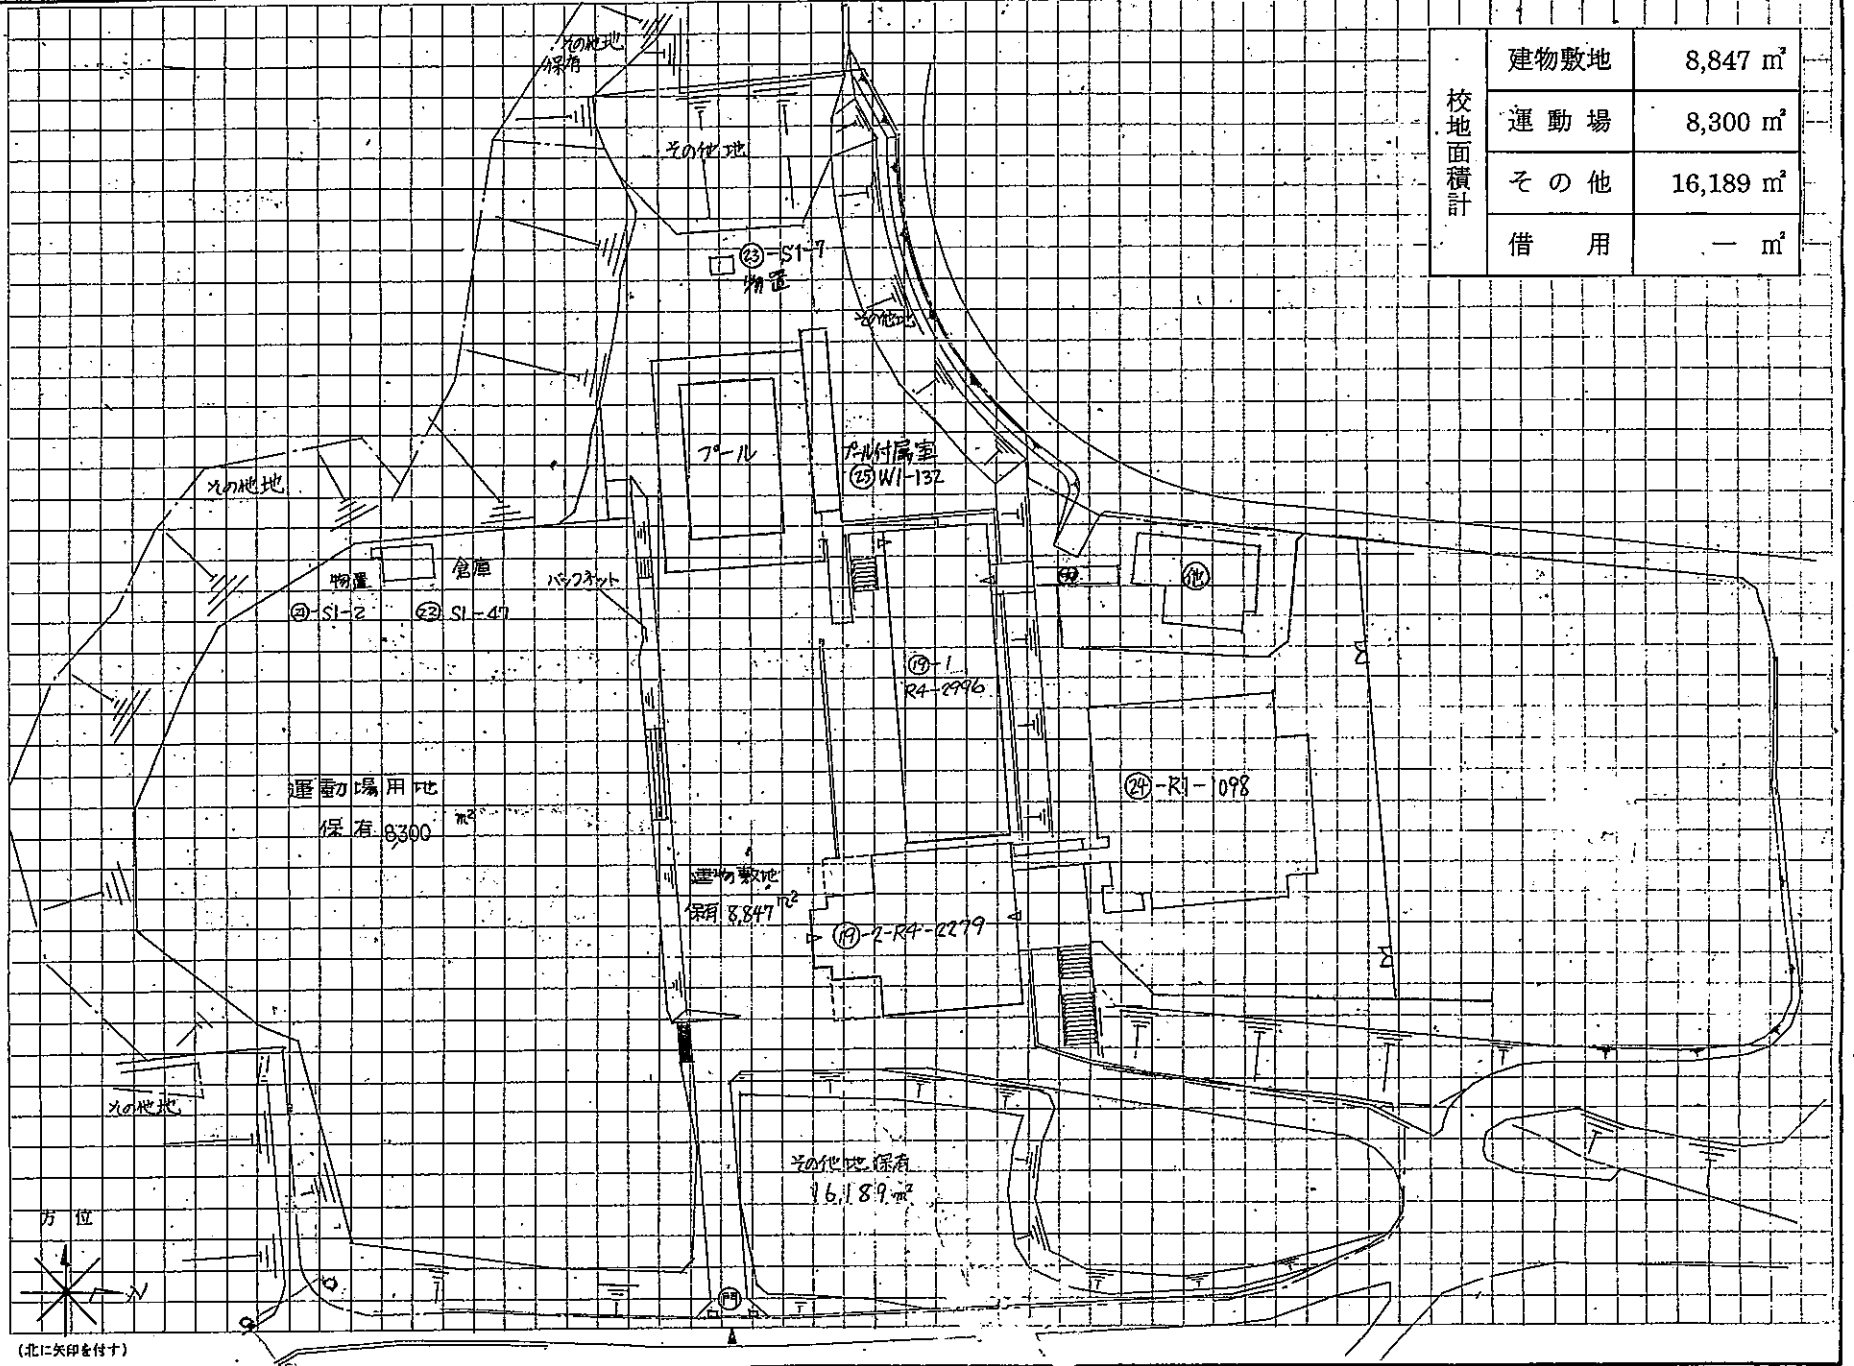 校地面積計
建物敷地 8,847 m²
運動場 8,300 m²
その他 16,189 m²
借用 — m²
その他地
保有
その他地
㉓-S1-7
物置
その他地
プール
プール付属室
㉕W1-132
その他地
物置
㉑-S1-2
倉庫
㉒S1-47
バックネット
他
⑲-1
R4-2996
㉔-R1-1098
運動場用地
保有 8300 m²
建物敷地
保有 8,847 m²
⑲-2-R4-2279
その他地
その他地保有
16,189 m²
門
方位
N
(北に矢印を付す)